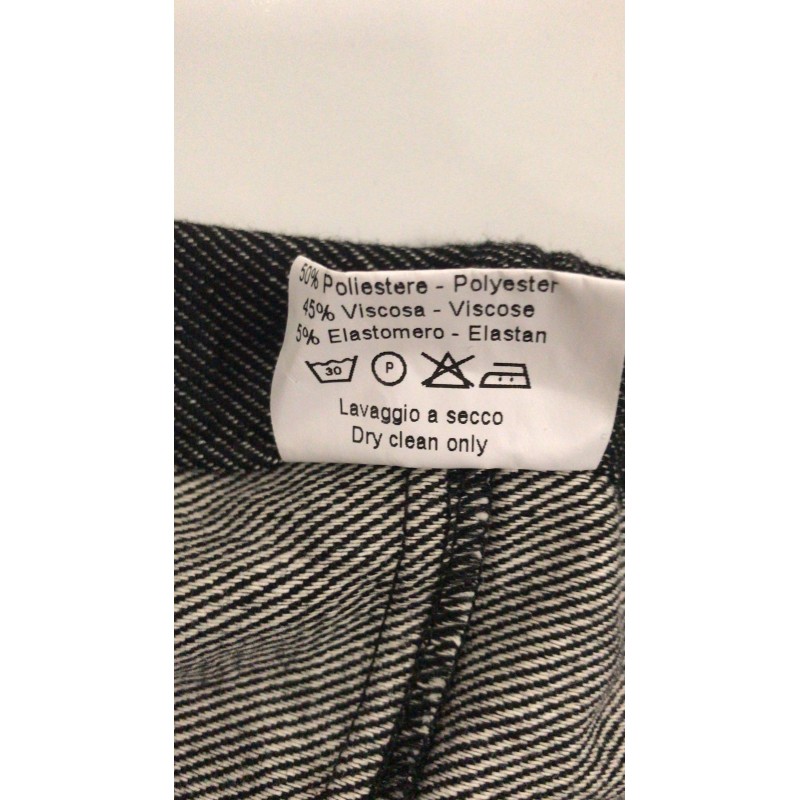 50% Poliestere - Polyester
45% Viscosa - Viscose
5% Elastomero - Elastan
30 P
Lavaggio a secco
Dry clean only